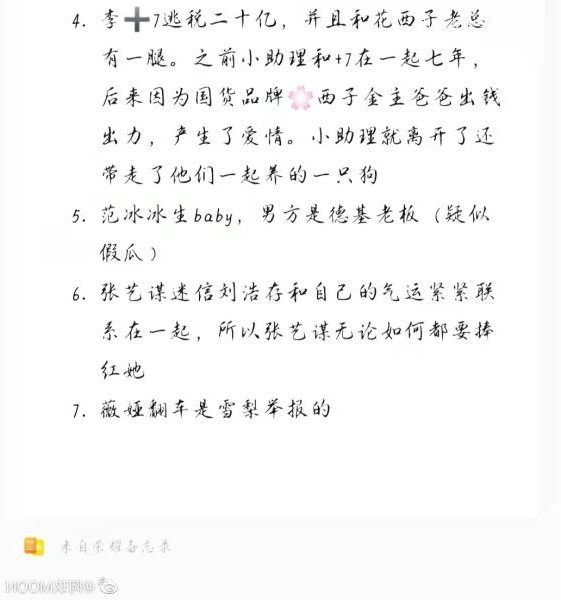 4. 李➕7逃税二十亿，并且和花西子老总
有一腿。之前小助理和+7在一起七年，
后来因为国货品牌🌸西子金主爸爸出钱
出力，产生了爱情。小助理就离开了还
带走了他们一起养的一只狗
5. 范冰冰生baby，男方是德基老板（疑似
假瓜）
6. 张艺谋迷信刘浩存和自己的气运紧紧联
系在一起，所以张艺谋无论如何都要捧
红她
7. 薇娅翻车是雪梨举报的
来自荣耀备忘录